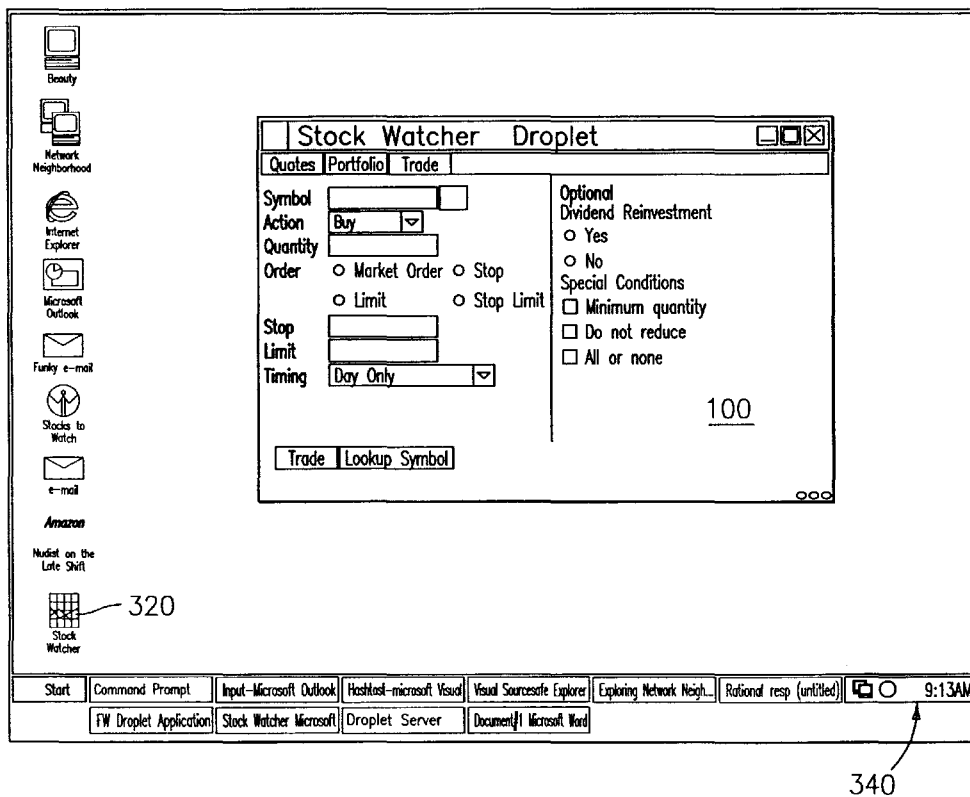 Beauty
Network
Neighborhood
Internet
Explorer
Microsoft
Outlook
Funky e-mail
Stocks to
Watch
e-mail
Amazon
Nudist on the
Late Shift
Stock
Watcher
320
Stock Watcher Droplet
Quotes Portfolio Trade
Symbol
Action Buy
Quantity
Order Market Order Stop
Limit Stop Limit
Stop
Limit
Timing Day Only
Trade Lookup Symbol
Optional
Dividend Reinvestment
Yes
No
Special Conditions
Minimum quantity
Do not reduce
All or none
100
Start Command Prompt Input-Microsoft Outlook Hashtast-microsoft Visual Visual Sourcesafe Explorer Exploring Network Neigh... Rational resp (untitled) 9:13AM
FW Droplet Application Stock Watcher Microsoft Droplet Server Document1 Microsoft Word
340